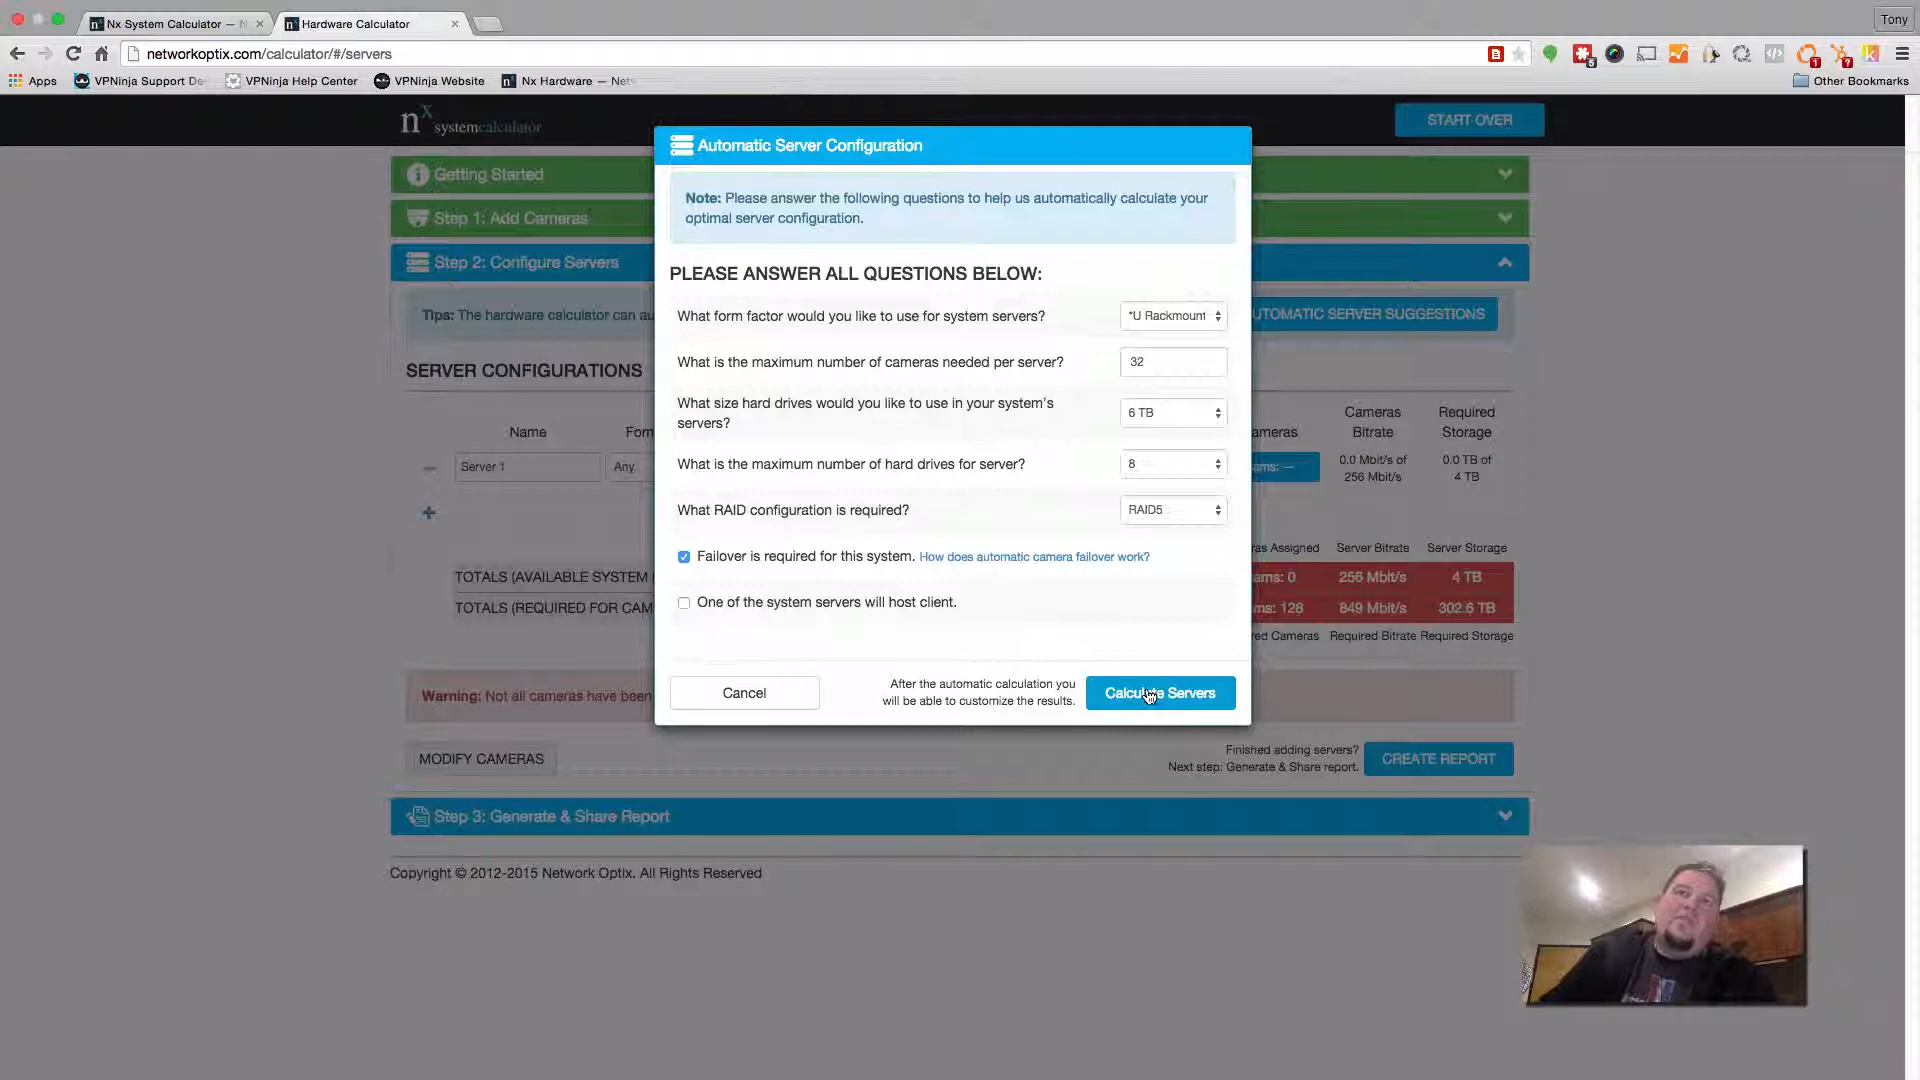 Nx System Calculator — N
Hardware Calculator
Tony
networkoptix.com/calculator/#/servers
Apps
VPNinja Support De
VPNinja Help Center
VPNinja Website
Nx Hardware — Net
Other Bookmarks
nx systemcalculator
START OVER
Getting Started
Step 1: Add Cameras
Step 2: Configure Servers
Tips: The hardware calculator can au
UTOMATIC SERVER SUGGESTIONS
SERVER CONFIGURATIONS
Name
Form
ameras
Cameras Bitrate
Required Storage
Server 1
Any
ams: —
0.0 Mbit/s of 256 Mbit/s
0.0 TB of 4 TB
as Assigned
Server Bitrate
Server Storage
TOTALS (AVAILABLE SYSTEM
ams: 0
256 Mbit/s
4 TB
TOTALS (REQUIRED FOR CAM
ms: 128
849 Mbit/s
302.6 TB
ed Cameras
Required Bitrate
Required Storage
Warning: Not all cameras have been
MODIFY CAMERAS
Finished adding servers?
Next step: Generate & Share report.
CREATE REPORT
Step 3: Generate & Share Report
Copyright © 2012-2015 Network Optix. All Rights Reserved
Automatic Server Configuration
Note: Please answer the following questions to help us automatically calculate your
optimal server configuration.
PLEASE ANSWER ALL QUESTIONS BELOW:
What form factor would you like to use for system servers?
*U Rackmount
What is the maximum number of cameras needed per server?
32
What size hard drives would you like to use in your system's
servers?
6 TB
What is the maximum number of hard drives for server?
8
What RAID configuration is required?
RAID5
Failover is required for this system. How does automatic camera failover work?
One of the system servers will host client.
Cancel
After the automatic calculation you
will be able to customize the results.
Calculate Servers